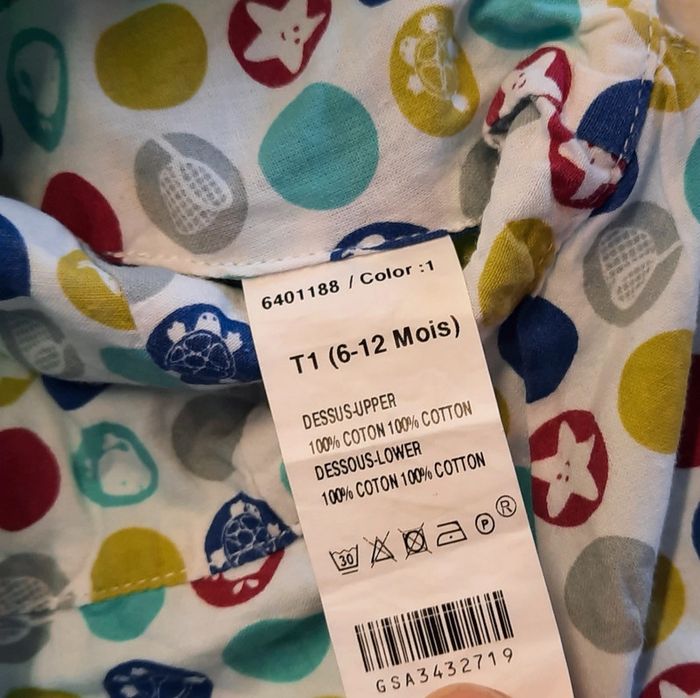 6401188 / Color :1
T1 (6-12 Mois)
DESSUS-UPPER
100% COTON 100% COTTON
DESSOUS-LOWER
100% COTON 100% COTTON
30 P ®
GSA3432719